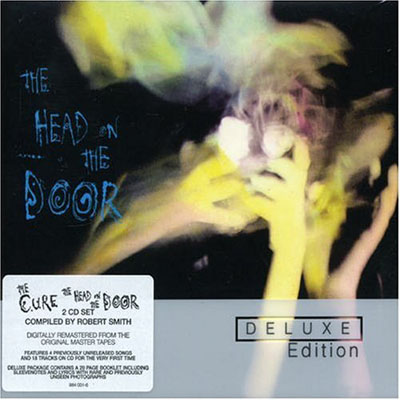 THE
HEAD ON
THE
DOOR
THE CURE THE HEAD ON THE DOOR
2 CD SET
COMPILED BY ROBERT SMITH
DIGITALLY REMASTERED FROM THE
ORIGINAL MASTER TAPES
FEATURES 4 PREVIOUSLY UNRELEASED SONGS
AND 18 TRACKS ON CD FOR THE VERY FIRST TIME
DELUXE PACKAGE CONTAINS A 28 PAGE BOOKLET INCLUDING
SLEEVENOTES AND LYRICS WITH RARE AND PREVIOUSLY
UNSEEN PHOTOGRAPHS
DELUXE
Edition